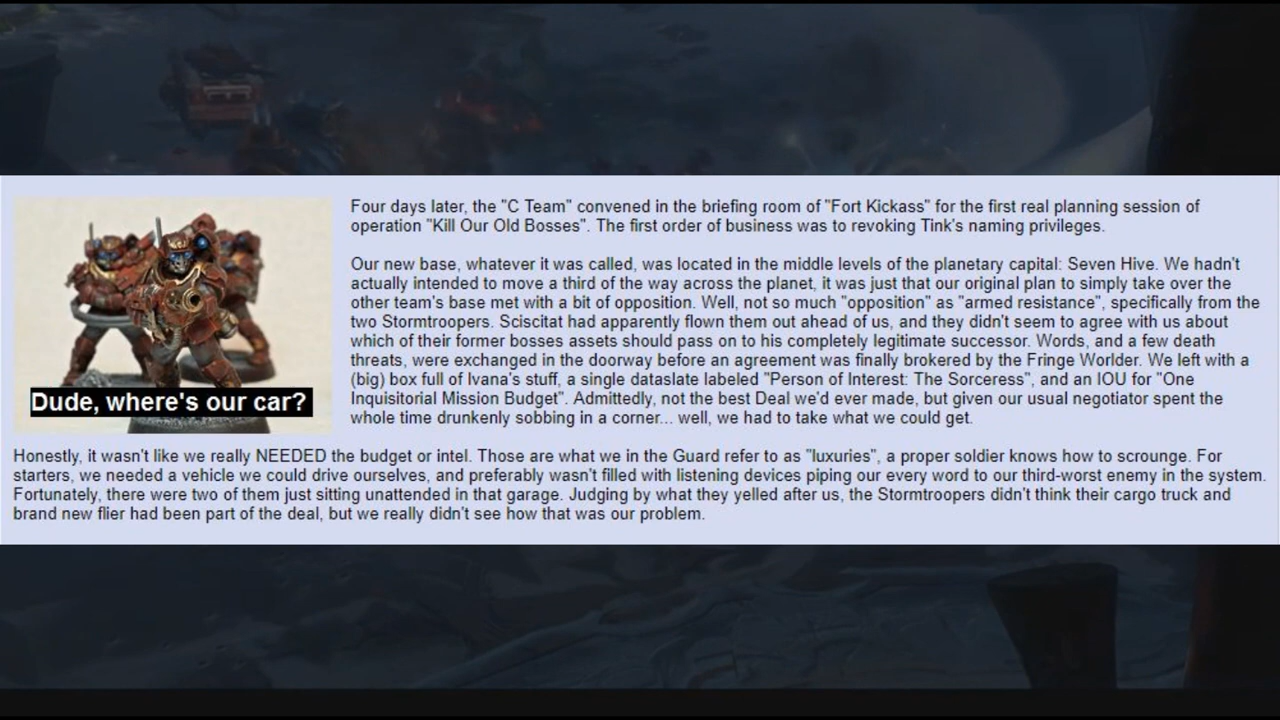 Dude, where's our car?
Four days later, the "C Team" convened in the briefing room of "Fort Kickass" for the first real planning session of
operation "Kill Our Old Bosses". The first order of business was to revoking Tink's naming privileges.
Our new base, whatever it was called, was located in the middle levels of the planetary capital: Seven Hive. We hadn't
actually intended to move a third of the way across the planet, it was just that our original plan to simply take over the
other team's base met with a bit of opposition. Well, not so much "opposition" as "armed resistance", specifically from the
two Stormtroopers. Sciscitat had apparently flown them out ahead of us, and they didn't seem to agree with us about
which of their former bosses assets should pass on to his completely legitimate successor. Words, and a few death
threats, were exchanged in the doorway before an agreement was finally brokered by the Fringe Worlder. We left with a
(big) box full of Ivana's stuff, a single dataslate labeled "Person of Interest: The Sorceress", and an IOU for "One
Inquisitorial Mission Budget". Admittedly, not the best Deal we'd ever made, but given our usual negotiator spent the
whole time drunkenly sobbing in a corner... well, we had to take what we could get.
Honestly, it wasn't like we really NEEDED the budget or intel. Those are what we in the Guard refer to as "luxuries", a proper soldier knows how to scrounge. For
starters, we needed a vehicle we could drive ourselves, and preferably wasn't filled with listening devices piping our every word to our third-worst enemy in the system.
Fortunately, there were two of them just sitting unattended in that garage. Judging by what they yelled after us, the Stormtroopers didn't think their cargo truck and
brand new flier had been part of the deal, but we really didn't see how that was our problem.